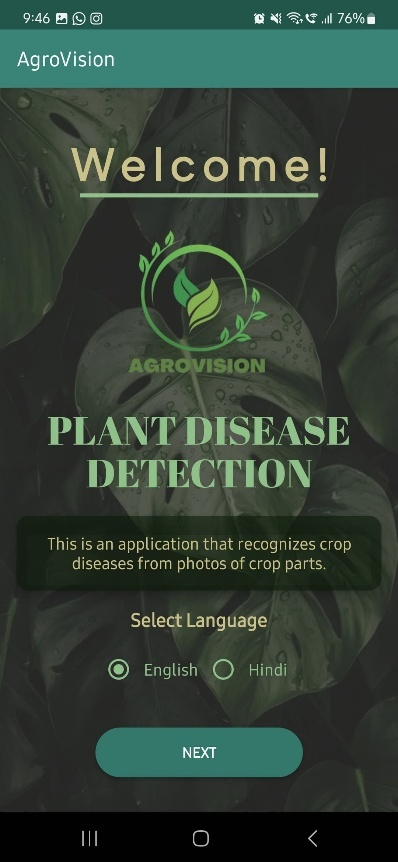 9:46 76%
AgroVision
Welcome!
AGROVISION
PLANT DISEASE
DETECTION
This is an application that recognizes crop
diseases from photos of crop parts.
Select Language
English Hindi
NEXT